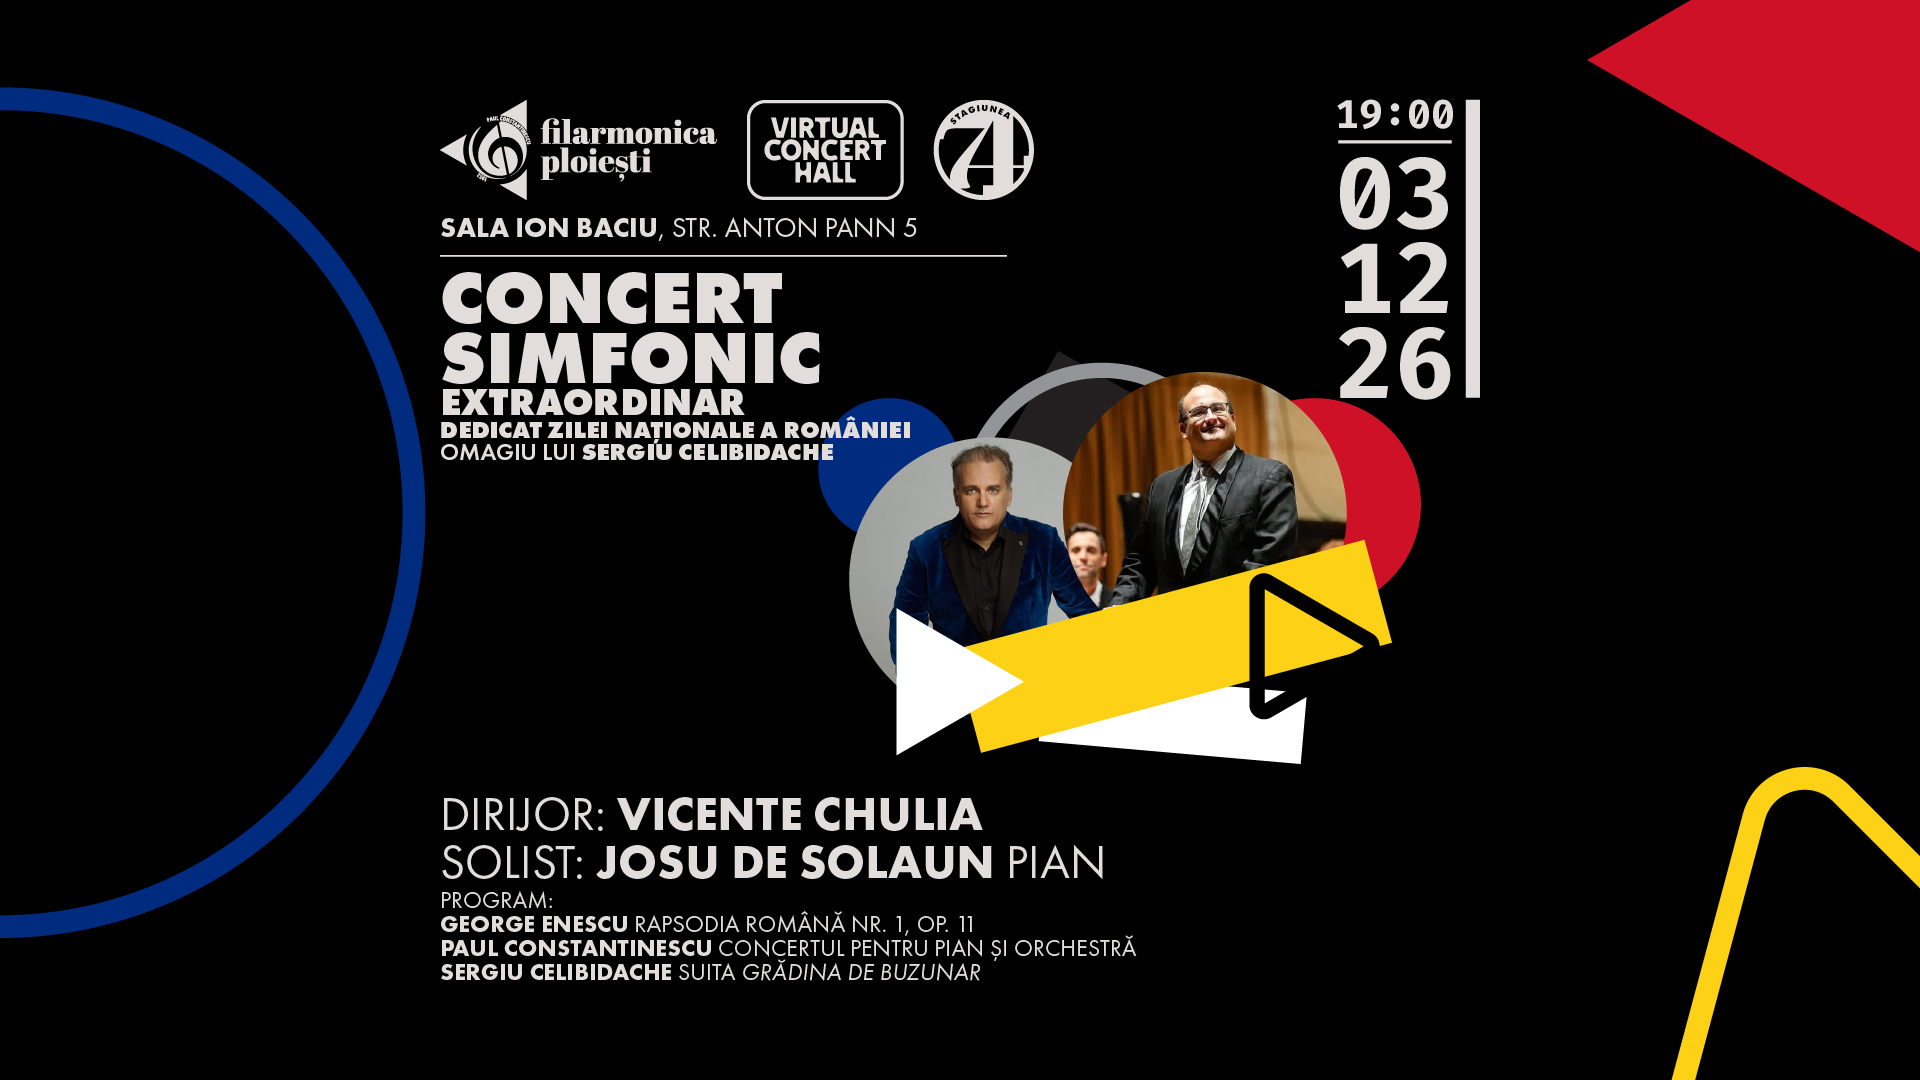 PAUL CONSTANTINESCU
filarmonica
ploiești
VIRTUAL
CONCERT
HALL
STAGIUNEA
74
SALA ION BACIU, STR. ANTON PANN 5
19:00
03
12
26
CONCERT
SIMFONIC
EXTRAORDINAR
DEDICAT ZILEI NAȚIONALE A ROMÂNIEI
OMAGIU LUI SERGIU CELIBIDACHE
DIRIJOR: VICENTE CHULIA
SOLIST: JOSU DE SOLAUN PIAN
PROGRAM:
GEORGE ENESCU RAPSODIA ROMÂNĂ NR. 1, OP. 11
PAUL CONSTANTINESCU CONCERTUL PENTRU PIAN ȘI ORCHESTRĂ
SERGIU CELIBIDACHE SUITA GRĂDINA DE BUZUNAR